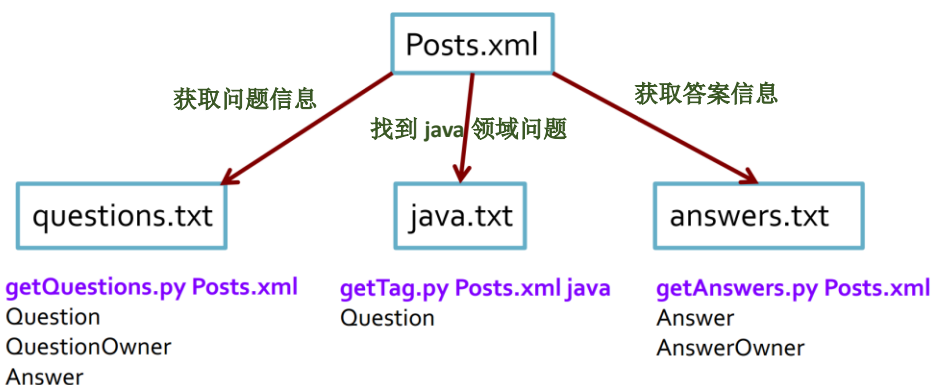 Posts.xml
获取问题信息
获取答案信息
找到 java 领域问题
questions.txt
java.txt
answers.txt
getQuestions.py Posts.xml
Question
QuestionOwner
Answer
getTag.py Posts.xml java
Question
getAnswers.py Posts.xml
Answer
AnswerOwner